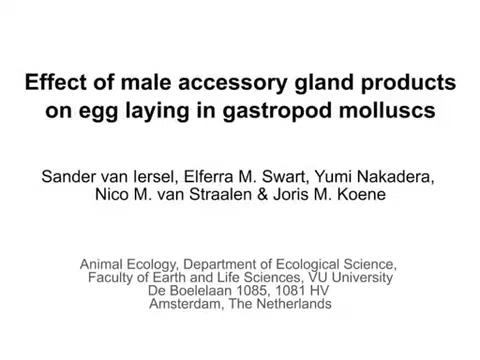 Effect of male accessory gland products
on egg laying in gastropod molluscs
Sander van Iersel, Elferra M. Swart, Yumi Nakadera,
Nico M. van Straalen & Joris M. Koene
Animal Ecology, Department of Ecological Science,
Faculty of Earth and Life Sciences, VU University
De Boelelaan 1085, 1081 HV
Amsterdam, The Netherlands